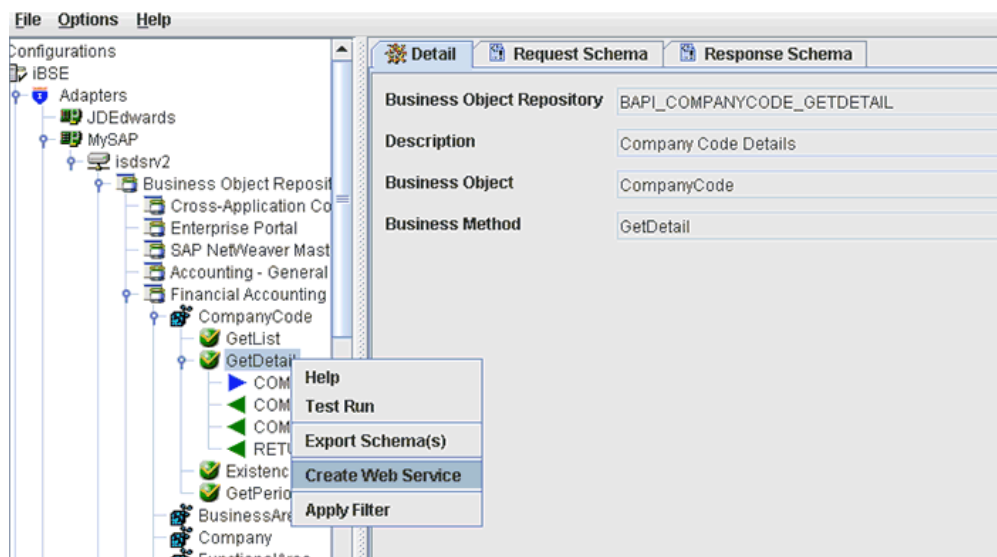 File Options Help
Configurations
iBSE
Adapters
JDEdwards
MySAP
isdsrv2
Business Object Reposit
Cross-Application Co
Enterprise Portal
SAP NetWeaver Mast
Accounting - General
Financial Accounting
CompanyCode
GetList
GetDetail
COM
COM
COM
RETU
Existenc
GetPerio
BusinessAre
Company
FunctionalArea
Help
Test Run
Export Schema(s)
Create Web Service
Apply Filter
Detail Request Schema Response Schema
Business Object Repository BAPI_COMPANYCODE_GETDETAIL
Description Company Code Details
Business Object CompanyCode
Business Method GetDetail